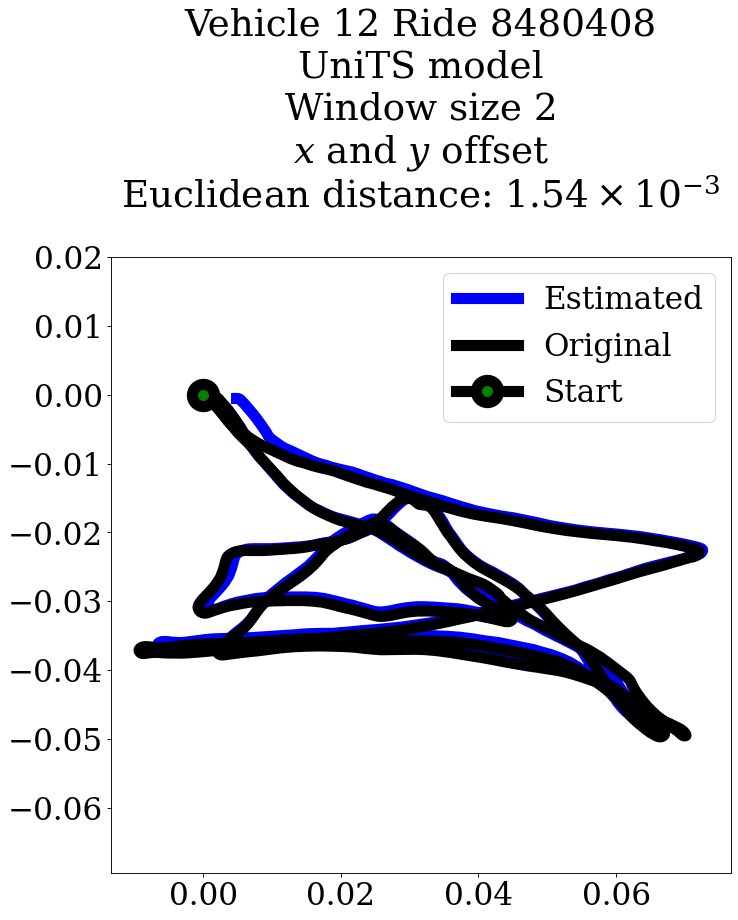 Vehicle 12 Ride 8480408
UniTS model
Window size 2
x and y offset
Euclidean distance: 1.54 × 10⁻³
Estimated
Original
Start
0.02
0.01
0.00
−0.01
−0.02
−0.03
−0.04
−0.05
−0.06
0.00 0.02 0.04 0.06